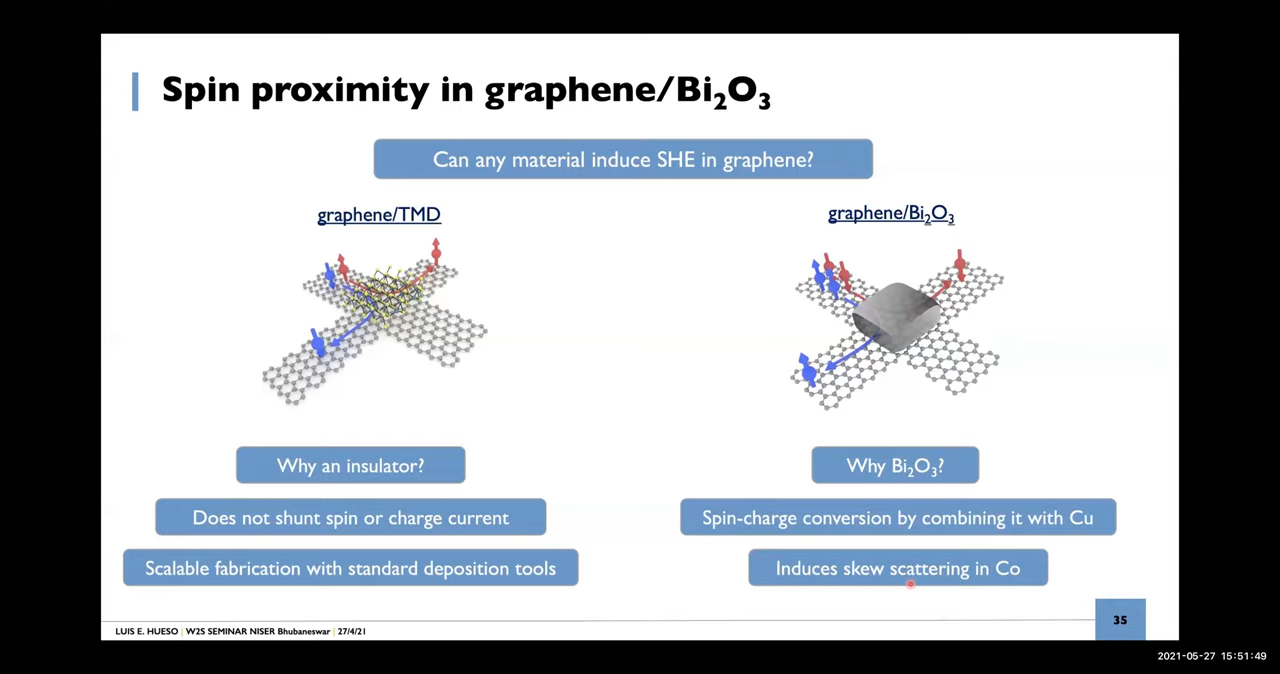 Spin proximity in graphene/Bi₂O₃
Can any material induce SHE in graphene?
graphene/TMD
graphene/Bi₂O₃
Why an insulator?
Does not shunt spin or charge current
Scalable fabrication with standard deposition tools
Why Bi₂O₃?
Spin-charge conversion by combining it with Cu
Induces skew scattering in Co
LUIS E. HUESO | W2S SEMINAR NISER Bhubaneswar | 27/4/21
35
2021-05-27 15:51:49